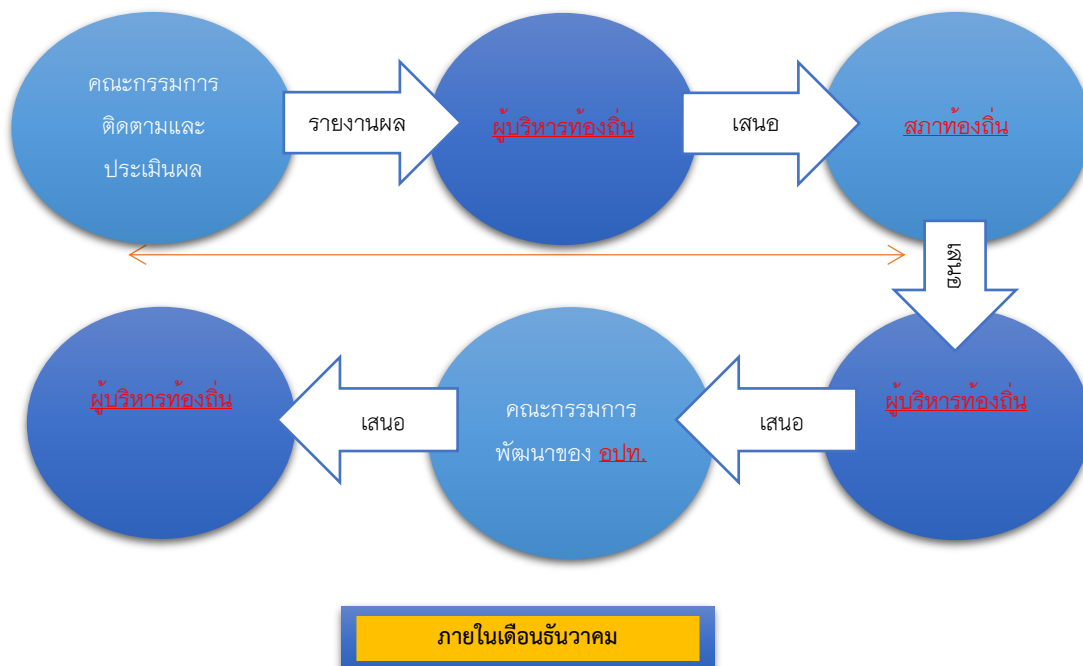 คณะกรรมการ
ติดตามและ
ประเมินผล
รายงานผล
ผู้บริหารท้องถิ่น
เสนอ
สภาท้องถิ่น
เสนอ
ผู้บริหารท้องถิ่น
เสนอ
คณะกรรมการ
พัฒนาของ อปท.
เสนอ
ผู้บริหารท้องถิ่น
ภายในเดือนธันวาคม